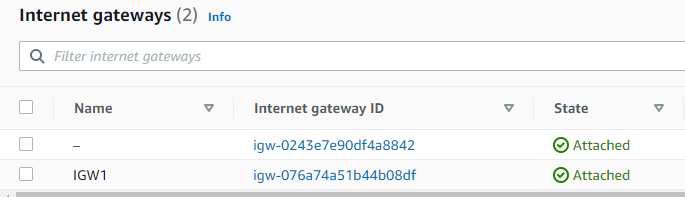 Internet gateways (2) Info
Filter internet gateways
Name Internet gateway ID State
– igw-0243e7e90df4a8842 Attached
IGW1 igw-076a74a51b44b08df Attached